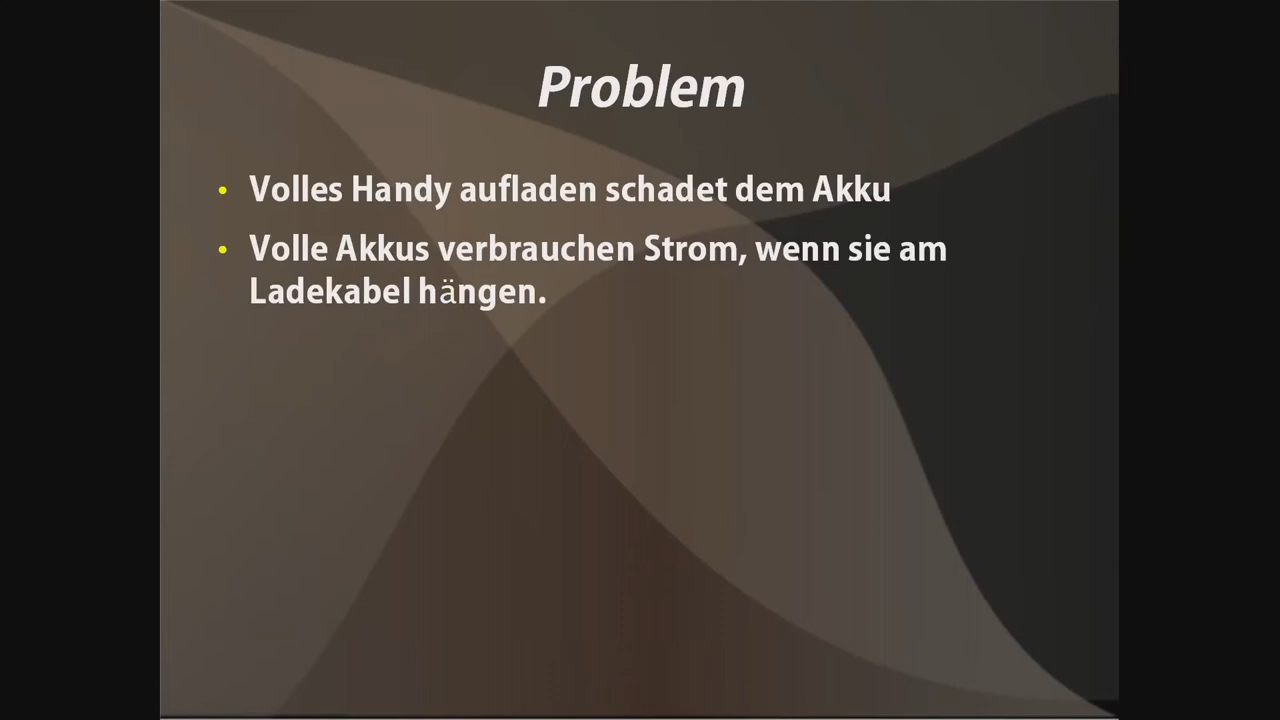 Problem
• Volles Handy aufladen schadet dem Akku
• Volle Akkus verbrauchen Strom, wenn sie am
Ladekabel hängen.